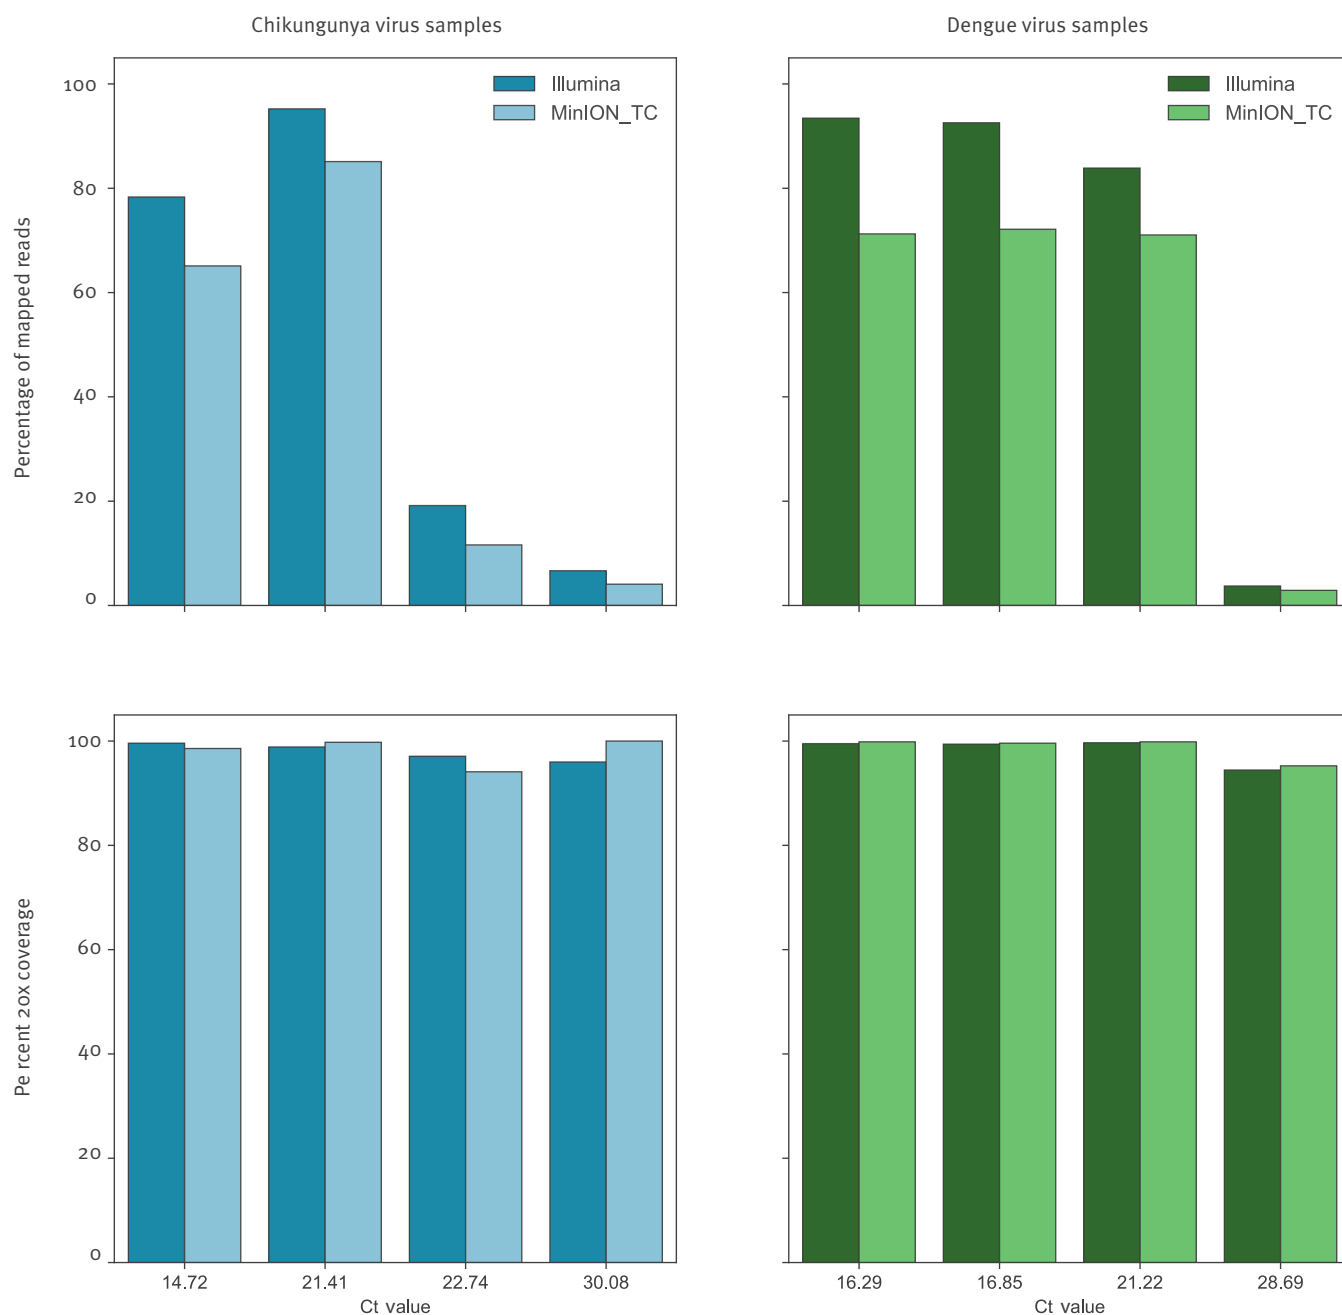 Chikungunya virus samples
Dengue virus samples
Illumina
MinION_TC
Illumina
MinION_TC
Percentage of mapped reads
100
80
60
40
20
0
Pe rcent 20x coverage
100
80
60
40
20
0
14.72 21.41 22.74 30.08
Ct value
16.29 16.85 21.22 28.69
Ct value